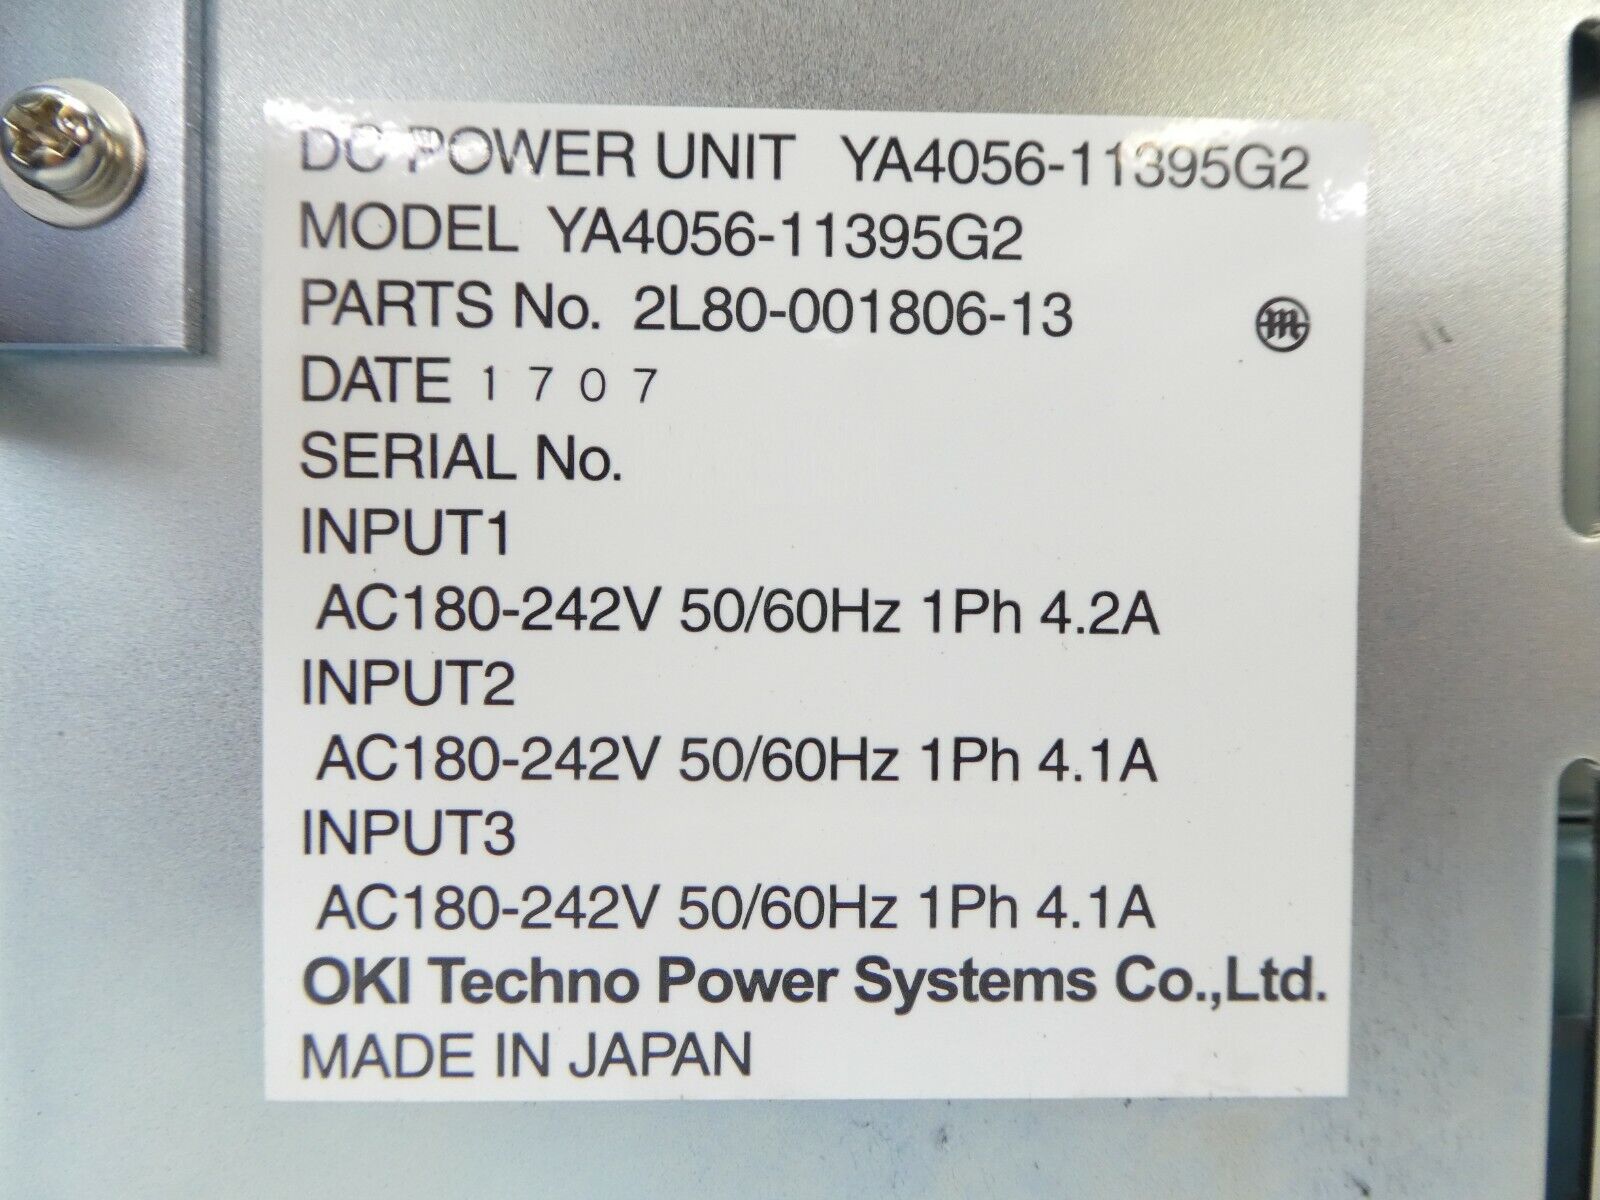 DC POWER UNIT YA4056-11395G2
MODEL YA4056-11395G2
PARTS No. 2L80-001806-13
DATE 1707
SERIAL No.
INPUT1
AC180-242V 50/60Hz 1Ph 4.2A
INPUT2
AC180-242V 50/60Hz 1Ph 4.1A
INPUT3
AC180-242V 50/60Hz 1Ph 4.1A
OKI Techno Power Systems Co.,Ltd.
MADE IN JAPAN